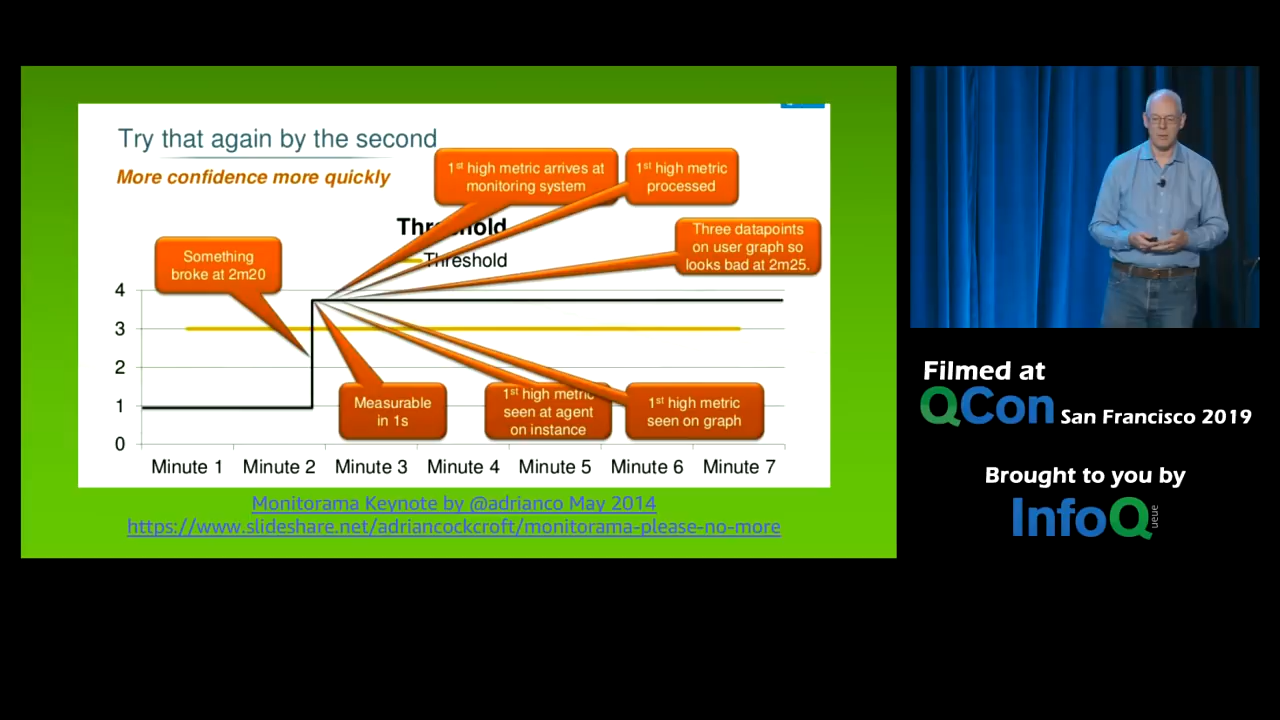 Try that again by the second
More confidence more quickly
1st high metric arrives at
monitoring system
1st high metric
processed
Threshold
Threshold
Something
broke at 2m20
Three datapoints
on user graph so
looks bad at 2m25.
4
3
2
1
0
Measurable
in 1s
1st high metric
seen at agent
on instance
1st high metric
seen on graph
Minute 1 Minute 2 Minute 3 Minute 4 Minute 5 Minute 6 Minute 7
Monitorama Keynote by @adrianco May 2014
https://www.slideshare.net/adriancockcroft/monitorama-please-no-more
Filmed at
QCon San Francisco 2019
Brought to you by
InfoQ
ueue